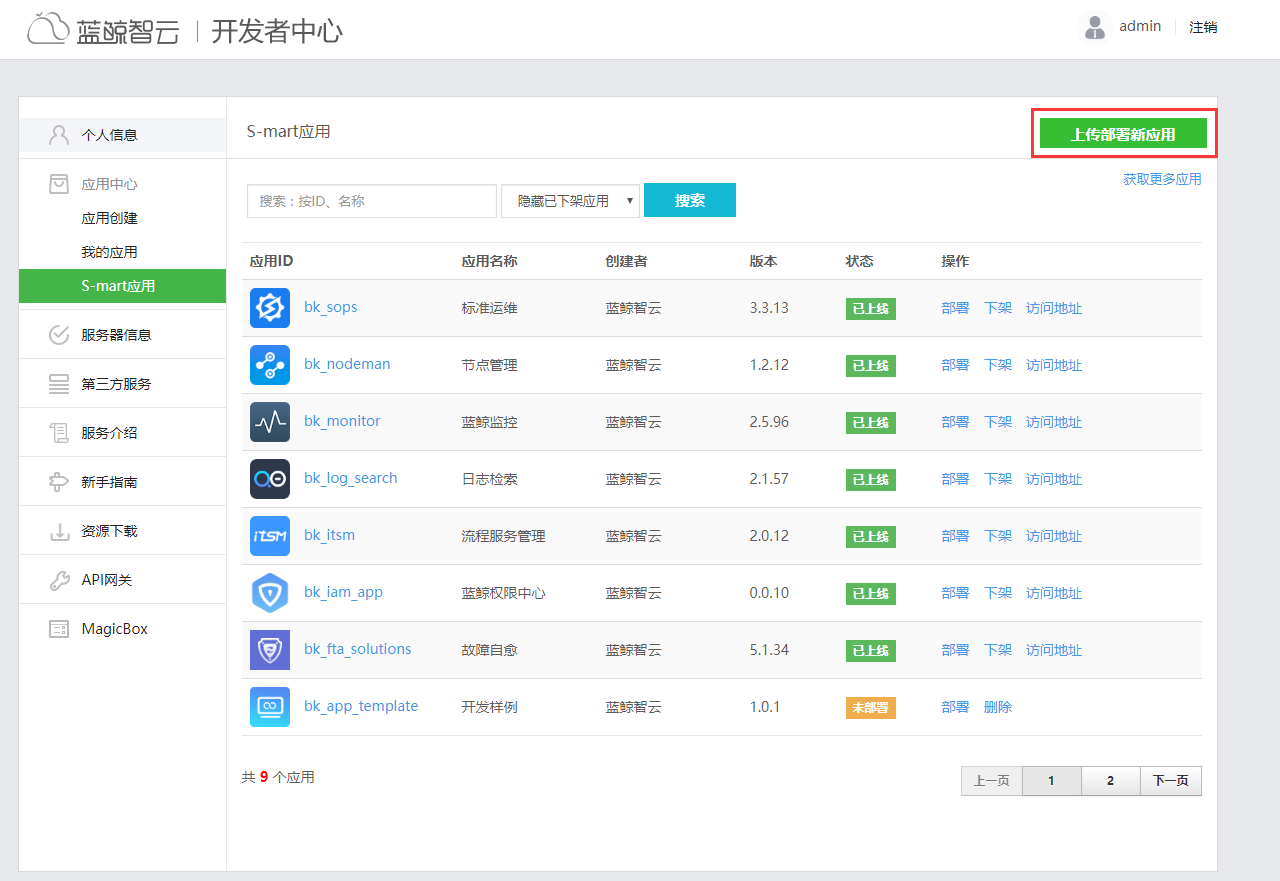 蓝鲸智云 | 开发者中心
admin 注销
个人信息
应用中心
应用创建
我的应用
S-mart应用
服务器信息
第三方服务
服务介绍
新手指南
资源下载
API网关
MagicBox
S-mart应用
上传部署新应用
获取更多应用
搜索：按ID、名称 隐藏已下架应用 搜索
应用ID 应用名称 创建者 版本 状态 操作
bk_sops 标准运维 蓝鲸智云 3.3.13 已上线 部署 下架 访问地址
bk_nodeman 节点管理 蓝鲸智云 1.2.12 已上线 部署 下架 访问地址
bk_monitor 蓝鲸监控 蓝鲸智云 2.5.96 已上线 部署 下架 访问地址
bk_log_search 日志检索 蓝鲸智云 2.1.57 已上线 部署 下架 访问地址
iTSM bk_itsm 流程服务管理 蓝鲸智云 2.0.12 已上线 部署 下架 访问地址
bk_iam_app 蓝鲸权限中心 蓝鲸智云 0.0.10 已上线 部署 下架 访问地址
bk_fta_solutions 故障自愈 蓝鲸智云 5.1.34 已上线 部署 下架 访问地址
bk_app_template 开发样例 蓝鲸智云 1.0.1 未部署 部署 删除
共 9 个应用
上一页 1 2 下一页